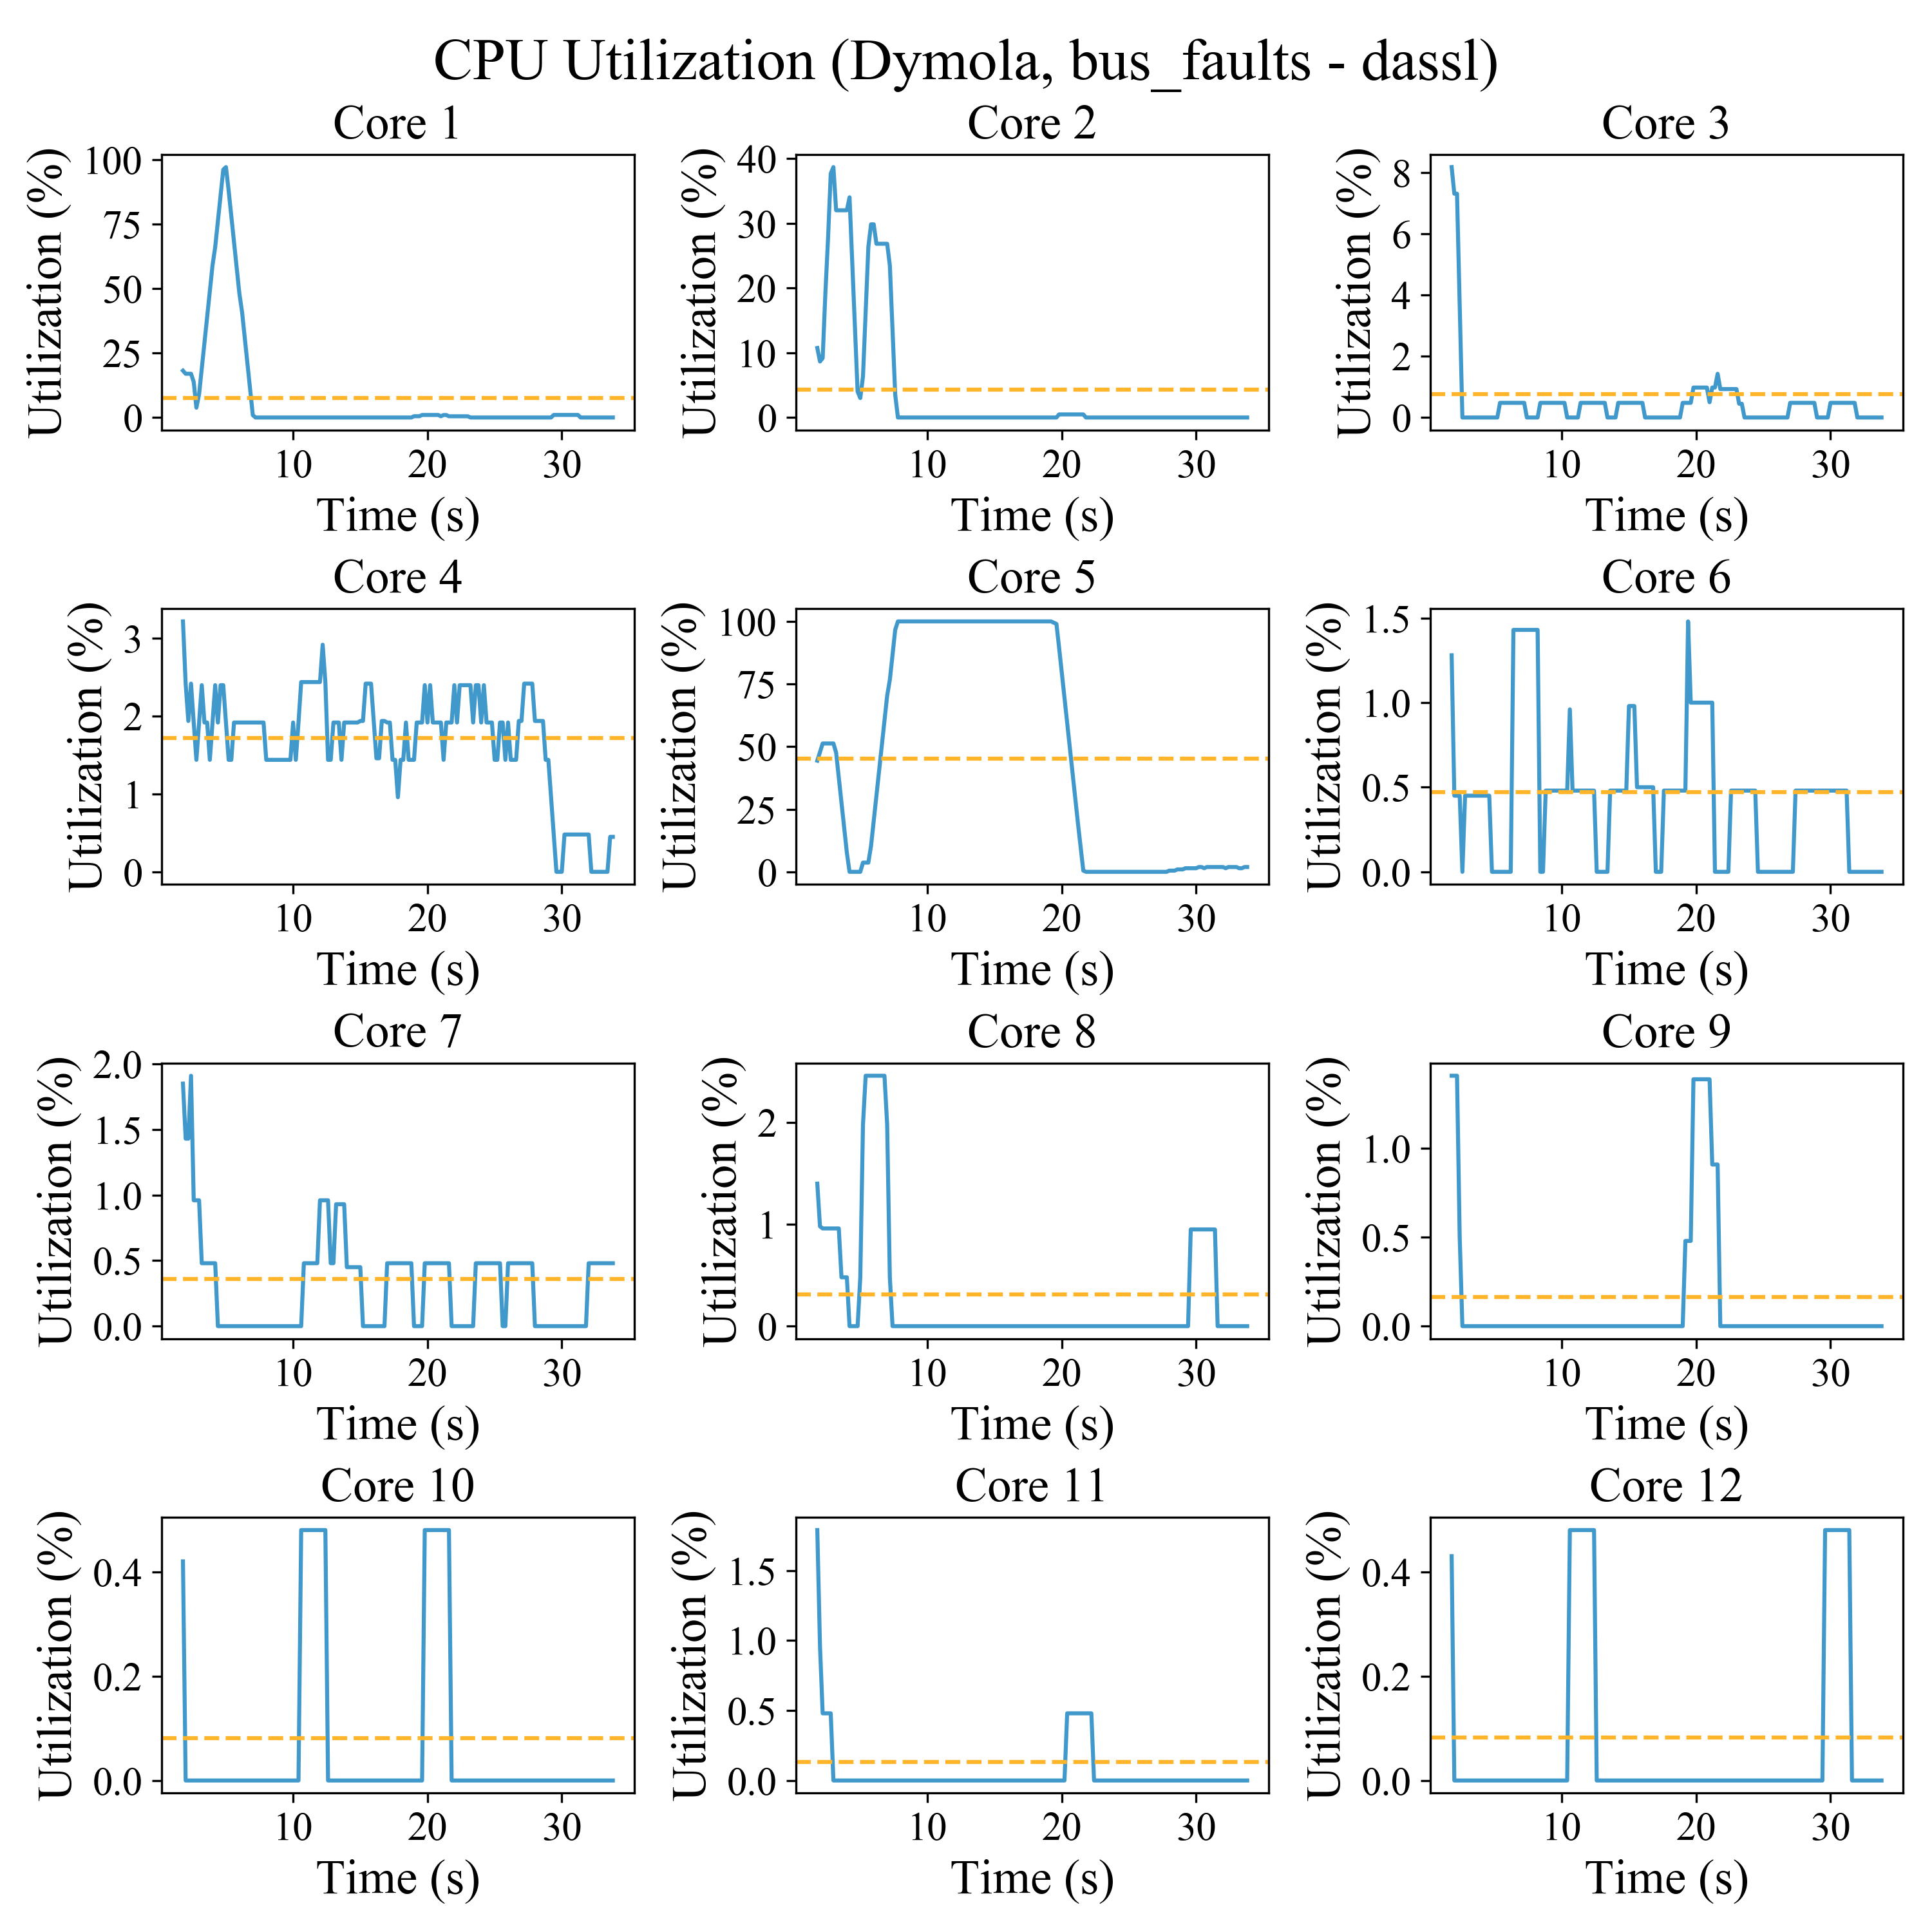 CPU Utilization (Dymola, bus_faults - dassl)
Core 1
Utilization (%)
100
75
50
25
0
10 20 30
Time (s)
Core 2
Utilization (%)
40
30
20
10
0
10 20 30
Time (s)
Core 3
Utilization (%)
8
6
4
2
0
10 20 30
Time (s)
Core 4
Utilization (%)
3
2
1
0
10 20 30
Time (s)
Core 5
Utilization (%)
100
75
50
25
0
10 20 30
Time (s)
Core 6
Utilization (%)
1.5
1.0
0.5
0.0
10 20 30
Time (s)
Core 7
Utilization (%)
2.0
1.5
1.0
0.5
0.0
10 20 30
Time (s)
Core 8
Utilization (%)
2
1
0
10 20 30
Time (s)
Core 9
Utilization (%)
1.0
0.5
0.0
10 20 30
Time (s)
Core 10
Utilization (%)
0.4
0.2
0.0
10 20 30
Time (s)
Core 11
Utilization (%)
1.5
1.0
0.5
0.0
10 20 30
Time (s)
Core 12
Utilization (%)
0.4
0.2
0.0
10 20 30
Time (s)